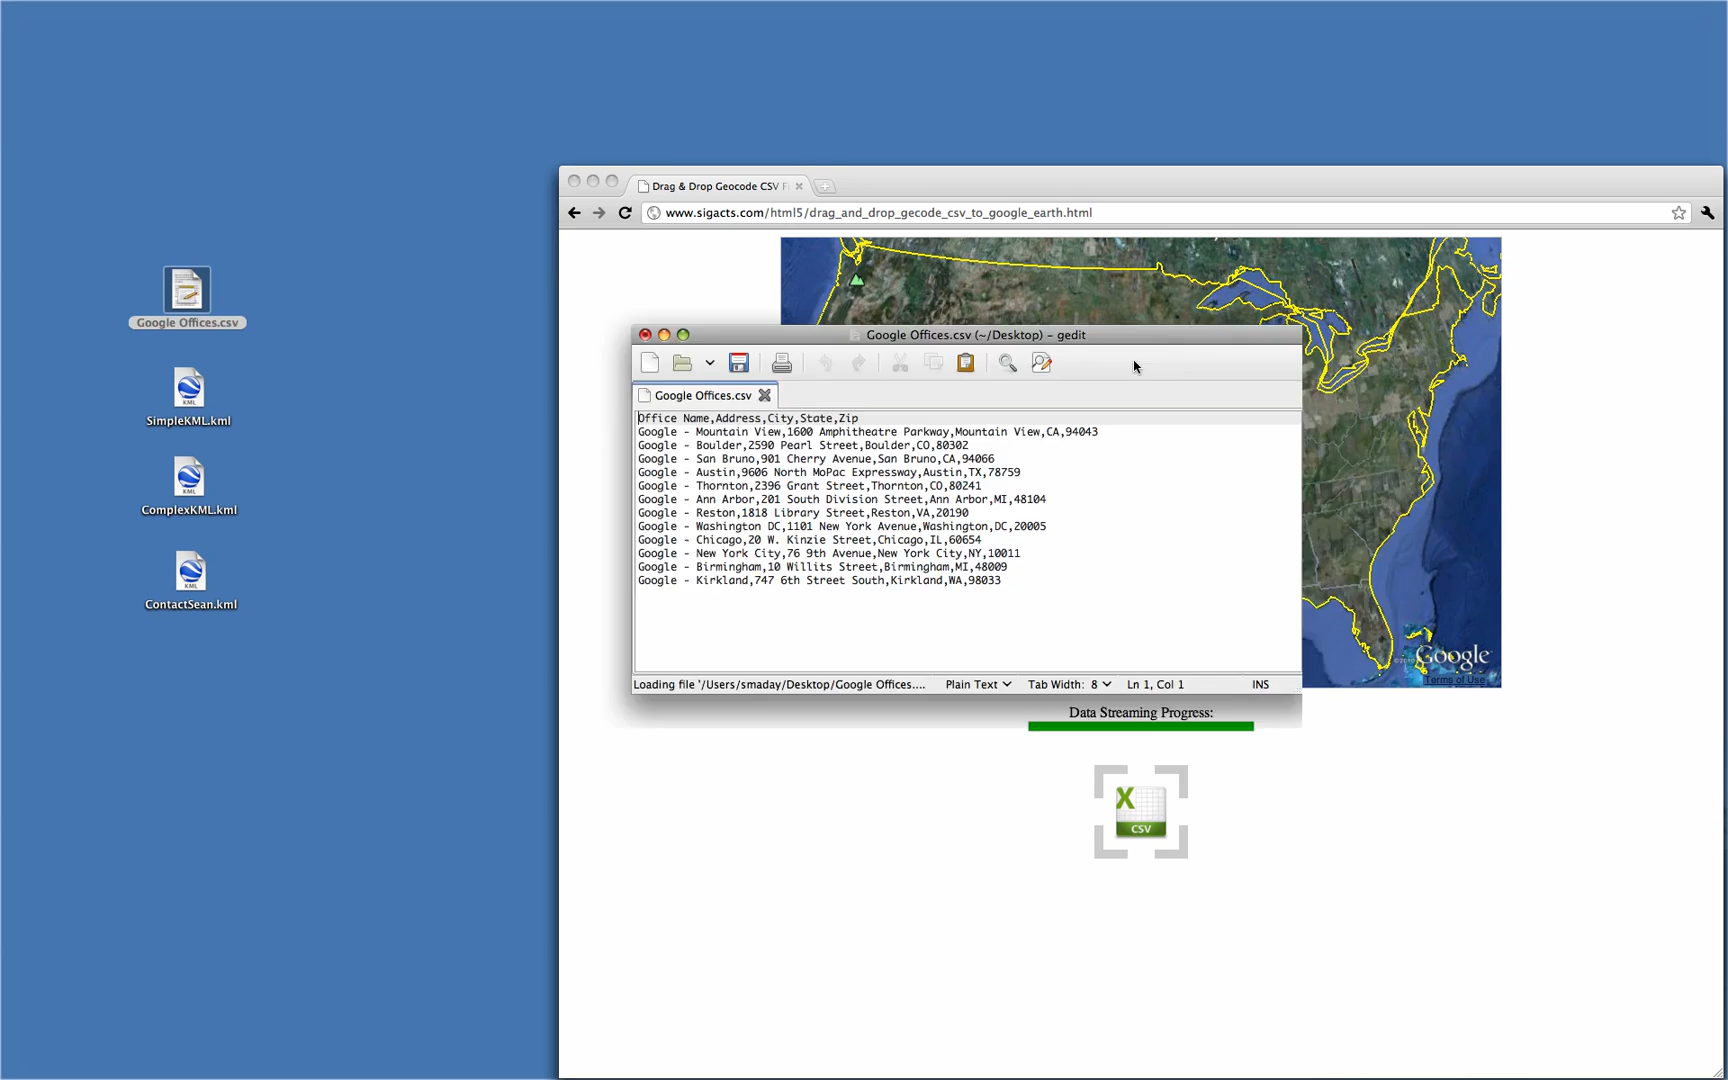 Drag & Drop Geocode CSV F
www.sigacts.com/html5/drag_and_drop_gecode_csv_to_google_earth.html
Google Offices.csv
KML
SimpleKML.kml
KML
ComplexKML.kml
KML
ContactSean.kml
Google Offices.csv (~/Desktop) - gedit
Google Offices.csv
Office Name,Address,City,State,Zip
Google - Mountain View,1600 Amphitheatre Parkway,Mountain View,CA,94043
Google - Boulder,2590 Pearl Street,Boulder,CO,80302
Google - San Bruno,901 Cherry Avenue,San Bruno,CA,94066
Google - Austin,9606 North MoPac Expressway,Austin,TX,78759
Google - Thornton,2396 Grant Street,Thornton,CO,80241
Google - Ann Arbor,201 South Division Street,Ann Arbor,MI,48104
Google - Reston,1818 Library Street,Reston,VA,20190
Google - Washington DC,1101 New York Avenue,Washington,DC,20005
Google - Chicago,20 W. Kinzie Street,Chicago,IL,60654
Google - New York City,76 9th Avenue,New York City,NY,10011
Google - Birmingham,10 Willits Street,Birmingham,MI,48009
Google - Kirkland,747 6th Street South,Kirkland,WA,98033
Loading file '/Users/smaday/Desktop/Google Offices....
Plain Text
Tab Width: 8
Ln 1, Col 1
INS
Google
Terms of Use
Data Streaming Progress:
X
CSV